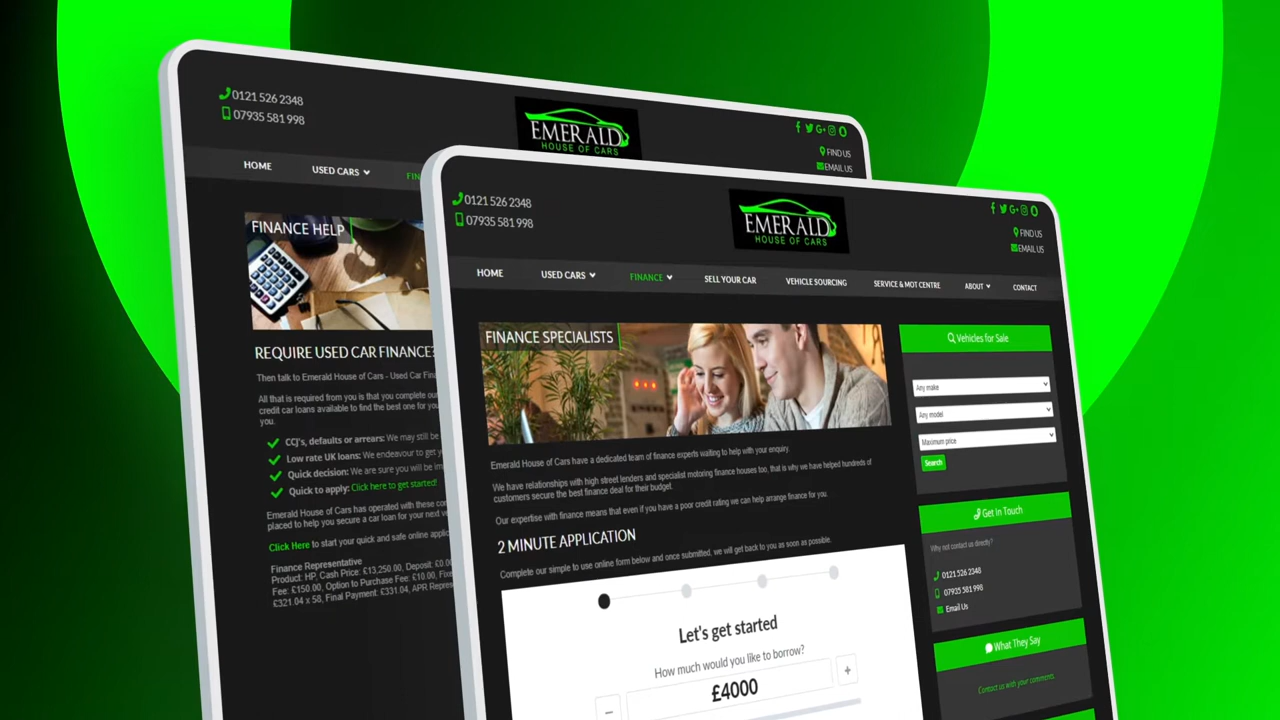 0121 526 2348
07935 581 998
EMERALD
HOUSE OF CARS
FIND US
EMAIL US
HOME
USED CARS
FINANCE HELP
REQUIRE USED CAR FINANCE?
Then talk to Emerald House of Cars - Used Car
All that is required from you is that you complete
credit car loans available to find the best one for
you.
CCJ's, defaults or arrears: We may still be
Low rate UK loans: We endeavour to get
Quick decision: We are sure you will be
Quick to apply: Click here to get started!
Emerald House of Cars has operated with these
placed to help you secure a car loan for your next
Click Here to start your quick and safe online
Finance Representative
Product: HP, Cash Price: £13,250.00, Deposit:
Fee: £150.00, Option to Purchase Fee: £10.00,
£321.04 x 58, Final Payment: £331.04, APR
0121 526 2348
07935 581 998
EMERALD
HOUSE OF CARS
FIND US
EMAIL US
HOME
USED CARS
FINANCE
SELL YOUR CAR
VEHICLE SOURCING
SERVICE & MOT CENTRE
ABOUT
CONTACT
FINANCE SPECIALISTS
Emerald House of Cars have a dedicated team of finance experts waiting to help with your enquiry.
We have relationships with high street lenders and specialist motoring finance houses too, that is why we have helped hundreds of
customers secure the best finance deal for their budget.
Our expertise with finance means that even if you have a poor credit rating we can help arrange finance for you.
2 MINUTE APPLICATION
Complete our simple to use online form below and once submitted, we will get back to you as soon as possible.
Let's get started
How much would you like to borrow?
−
£4000
+
Vehicles for Sale
Any make
Any model
Maximum price
Search
Get In Touch
Why not contact us directly?
0121 526 2348
07935 581 998
Email Us
What They Say
Contact us with your comments.